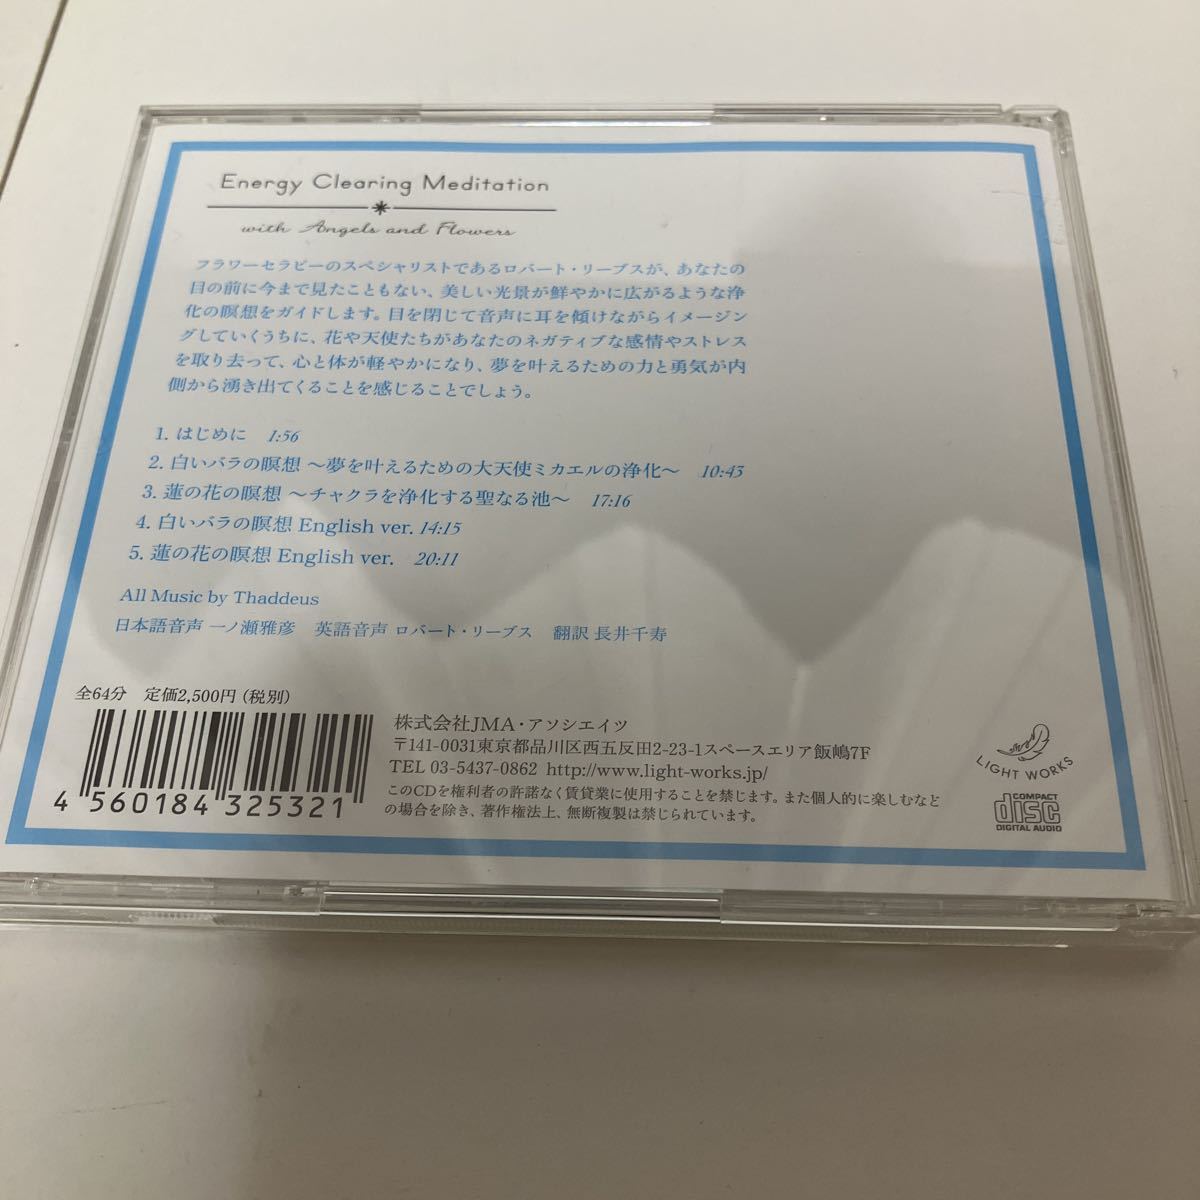 Energy Clearing Meditation
with Angels and Flowers
フラワーセラピーのスペシャリストであるロバート・リーブスが、あなたの
目の前に今まで見たこともない、美しい光景が鮮やかに広がるような浄
化の瞑想をガイドします。目を閉じて音声に耳を傾けながらイメージン
グしていくうちに、花や天使たちがあなたのネガティブな感情やストレス
を取り去って、心と体が軽やかになり、夢を叶えるための力と勇気が内
側から湧き出てくることを感じることでしょう。
1. はじめに 1:56
2. 白いバラの瞑想 〜夢を叶えるための大天使ミカエルの浄化〜 10:43
3. 蓮の花の瞑想 〜チャクラを浄化する聖なる池〜 17:16
4. 白いバラの瞑想 English ver. 14:15
5. 蓮の花の瞑想 English ver. 20:11
All Music by Thaddeus
日本語音声 一ノ瀬雅彦 英語音声 ロバート・リーブス 翻訳 長井千寿
全64分 定価2,500円（税別）
4 560184 325321
株式会社JMA・アソシエイツ
〒141-0031東京都品川区西五反田2-23-1スペースエリア飯嶋7F
TEL 03-5437-0862 http://www.light-works.jp/
このCDを権利者の許諾なく賃貸業に使用することを禁じます。また個人的に楽しむなど
の場合を除き、著作権法上、無断複製は禁じられています。
LIGHT WORKS
COMPACT
disc
DIGITAL AUDIO